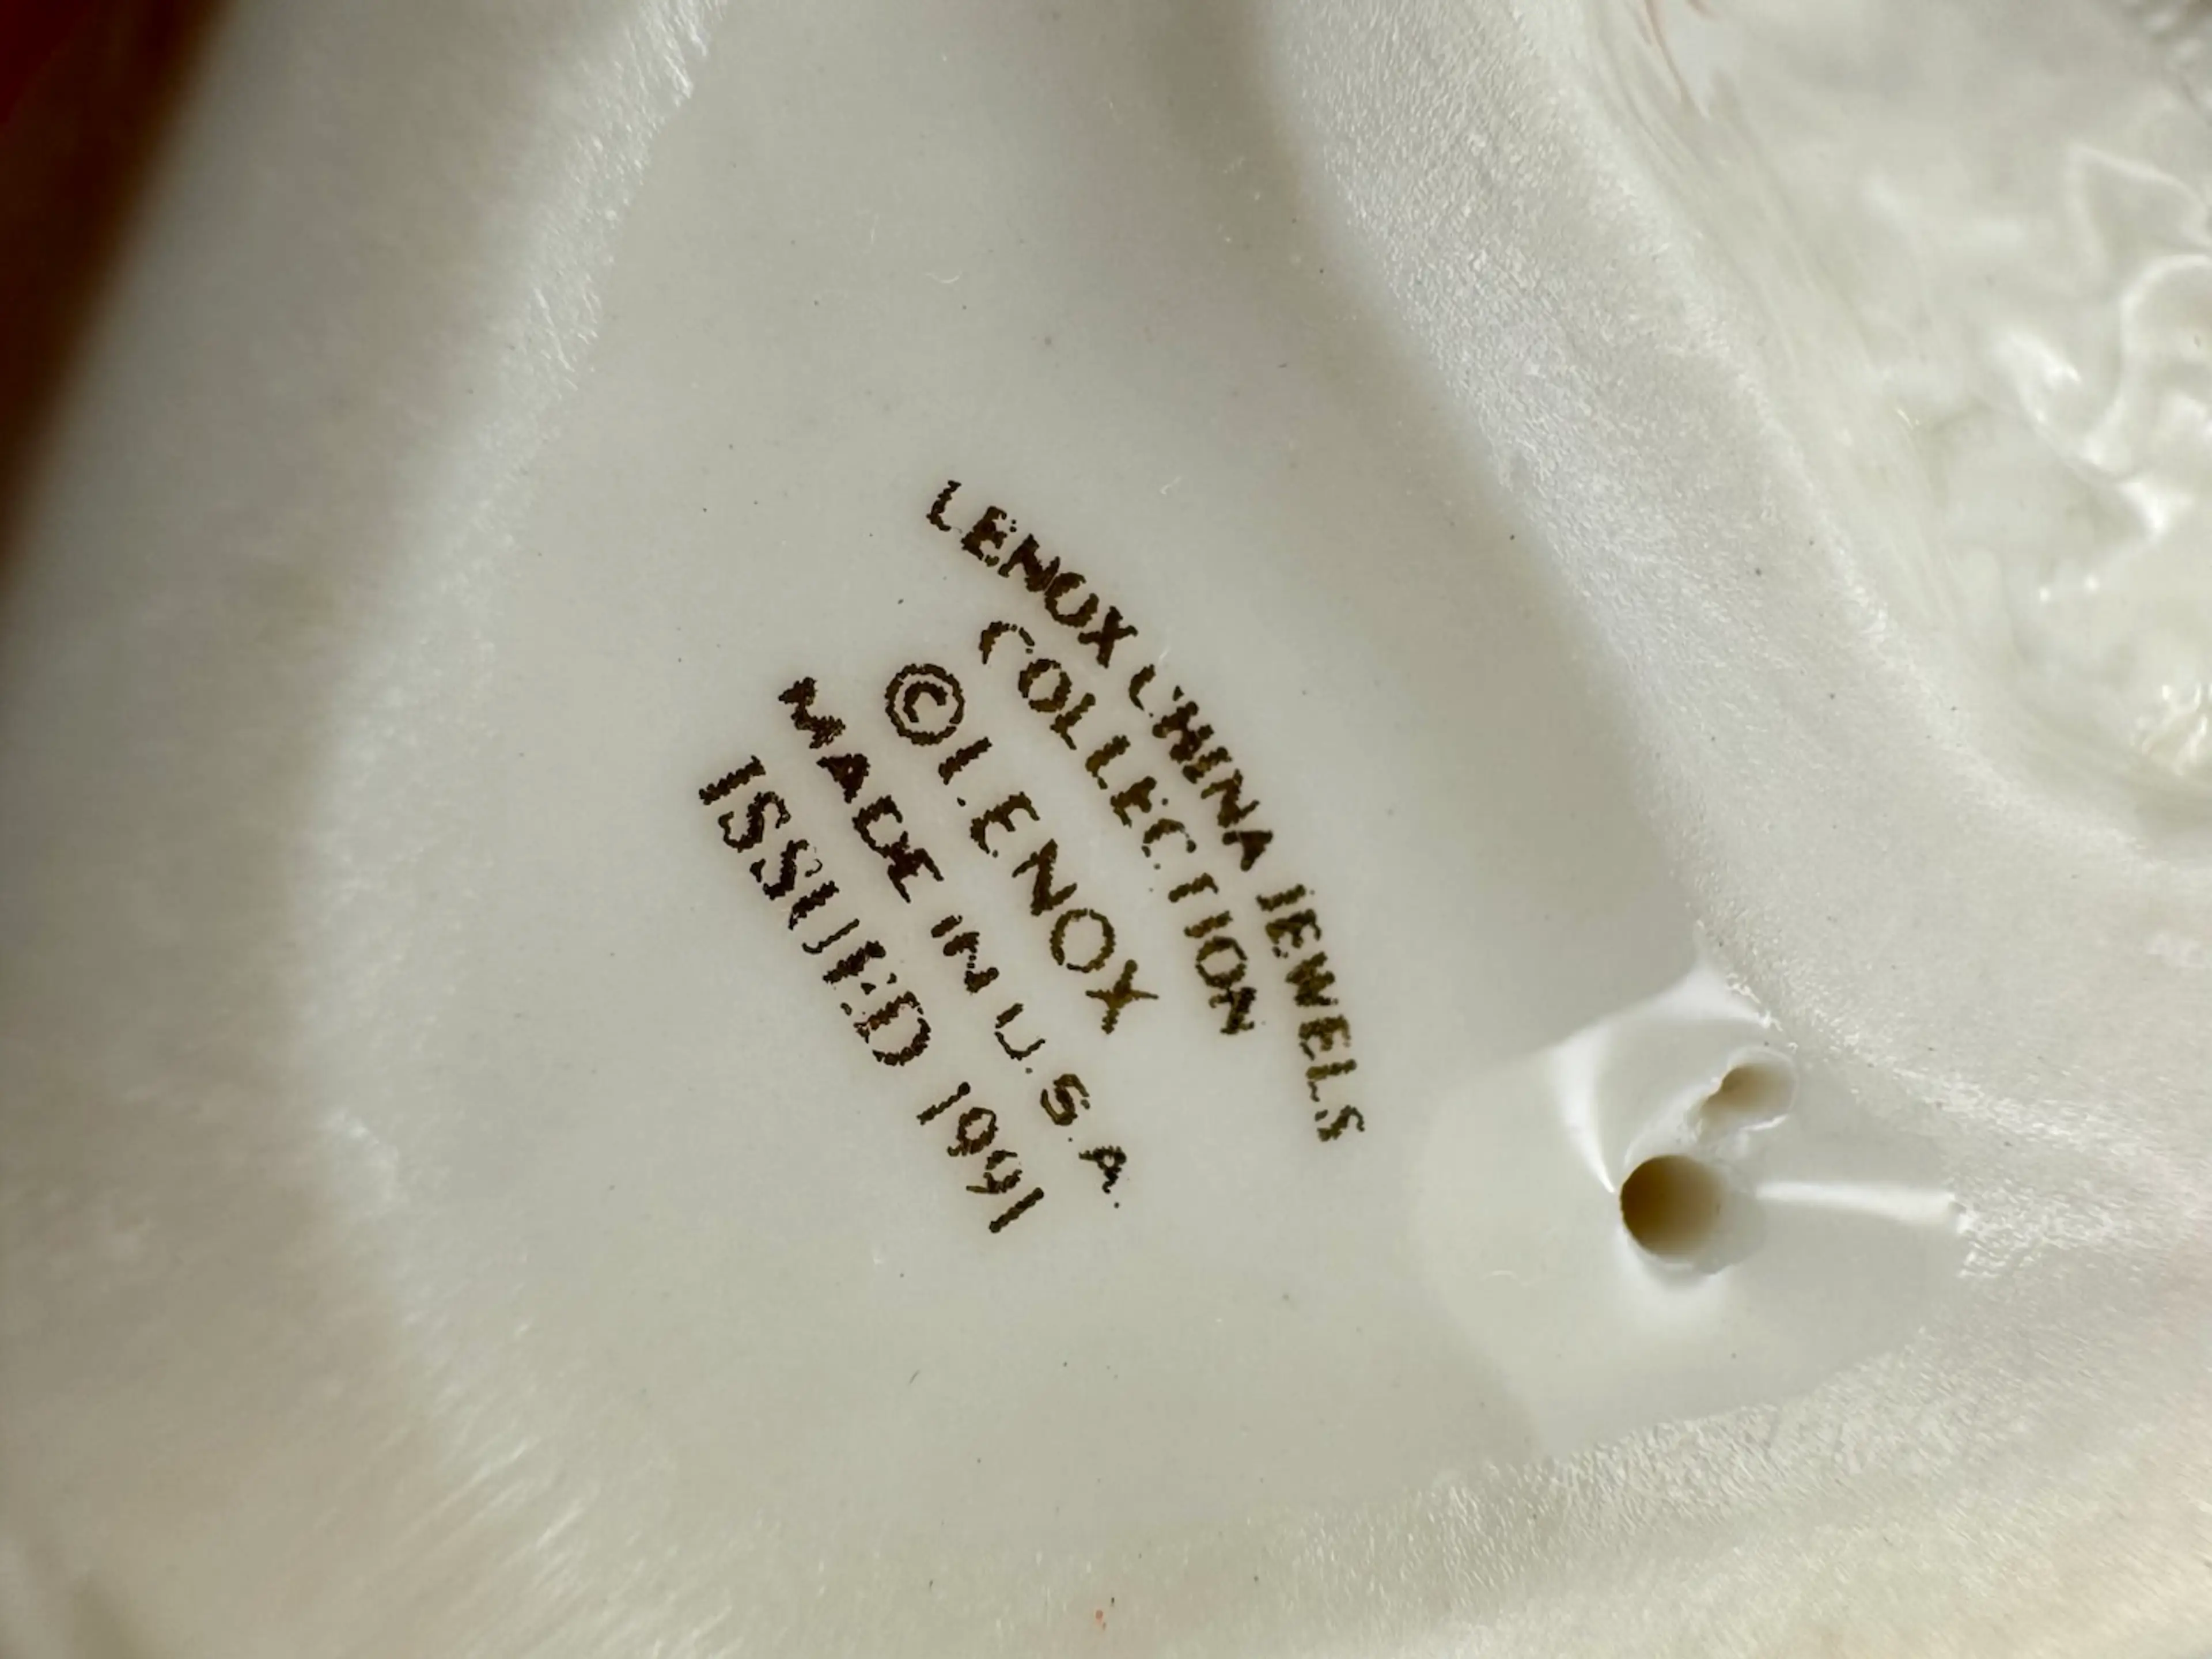 LENOX CHINA JEWELS
COLLECTION
©LENOX
MADE IN U.S.A.
ISSUED 1991